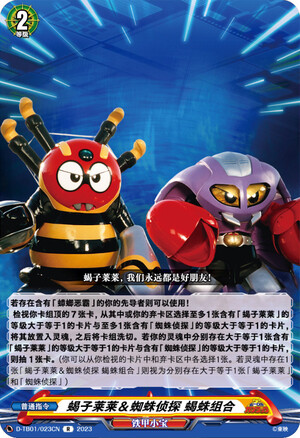 2
等级
蝎子莱莱，我们永远都是好朋友！
若存在含有「蟑螂恶霸」的你的先导者则可以使用！
检视你卡组顶的7张卡，从其中或你的弃卡区选择至多1张含有「蝎子莱莱」的
等级大于等于1的卡片与至多1张含有「蜘蛛侦探」的等级大于等于1的卡片，
将其放置入灵魂，之后将卡组洗切。若你的灵魂中分别存在大于等于1张含有
「蝎子莱莱」的等级大于等于1的卡片与含有「蜘蛛侦探」的等级大于等于1的卡片，
则抽1张卡。（你可以从你检视的卡片中和弃卡区中各选择1张。若灵魂中存在1
张「蝎子莱莱&蜘蛛侦探 蝎蛛组合」则视为分别存在大于等于1张「蝎子莱莱」
和「蜘蛛侦探」）
普通指令
蝎子莱莱&蜘蛛侦探 蝎蛛组合
D-TB01/023CN R 2023
铁甲小宝
©東映